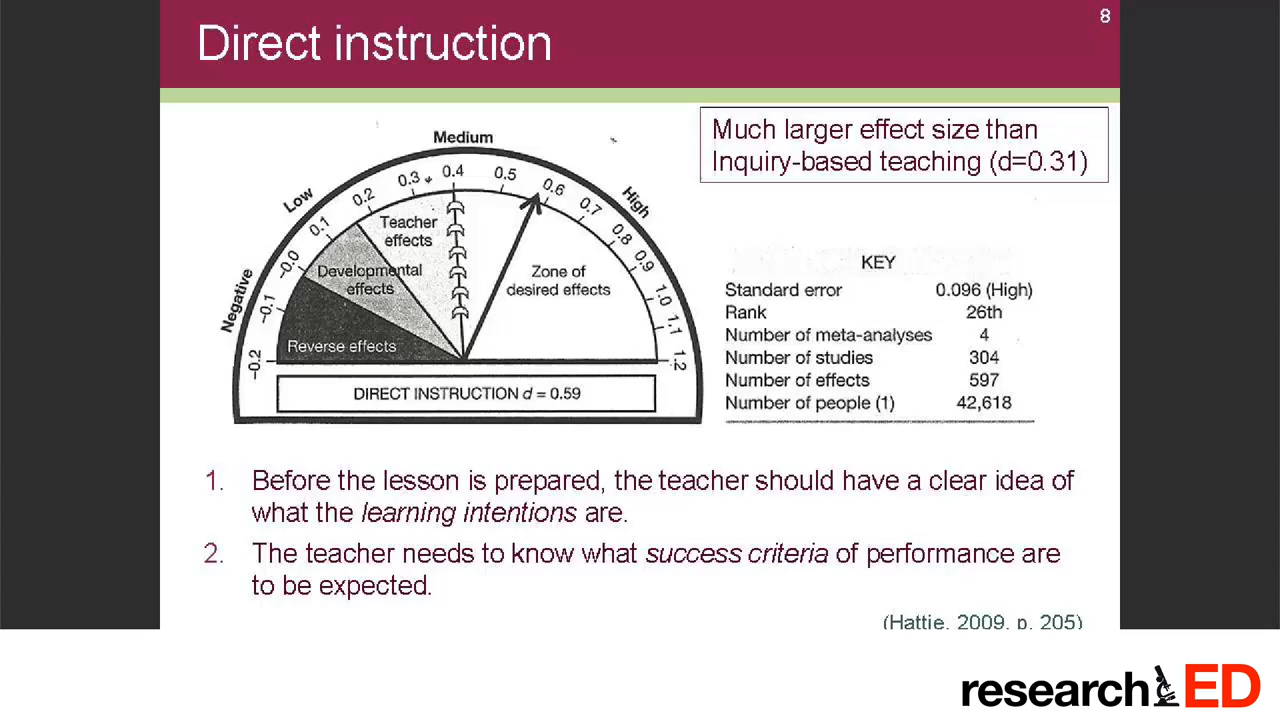 8
Direct instruction
Much larger effect size than
Inquiry-based teaching (d=0.31)
Medium
Low
High
Negative
-0.2
-0.1
-0.0
0.1
0.2
0.3
0.4
0.5
0.6
0.7
0.8
0.9
1.0
1.1
1.2
Teacher
effects
Developmental
effects
Reverse effects
Zone of
desired effects
DIRECT INSTRUCTION d = 0.59
KEY
Standard error 0.096 (High)
Rank 26th
Number of meta-analyses 4
Number of studies 304
Number of effects 597
Number of people (1) 42,618
1. Before the lesson is prepared, the teacher should have a clear idea of
what the learning intentions are.
2. The teacher needs to know what success criteria of performance are
to be expected.
(Hattie, 2009, p. 205)
researchED